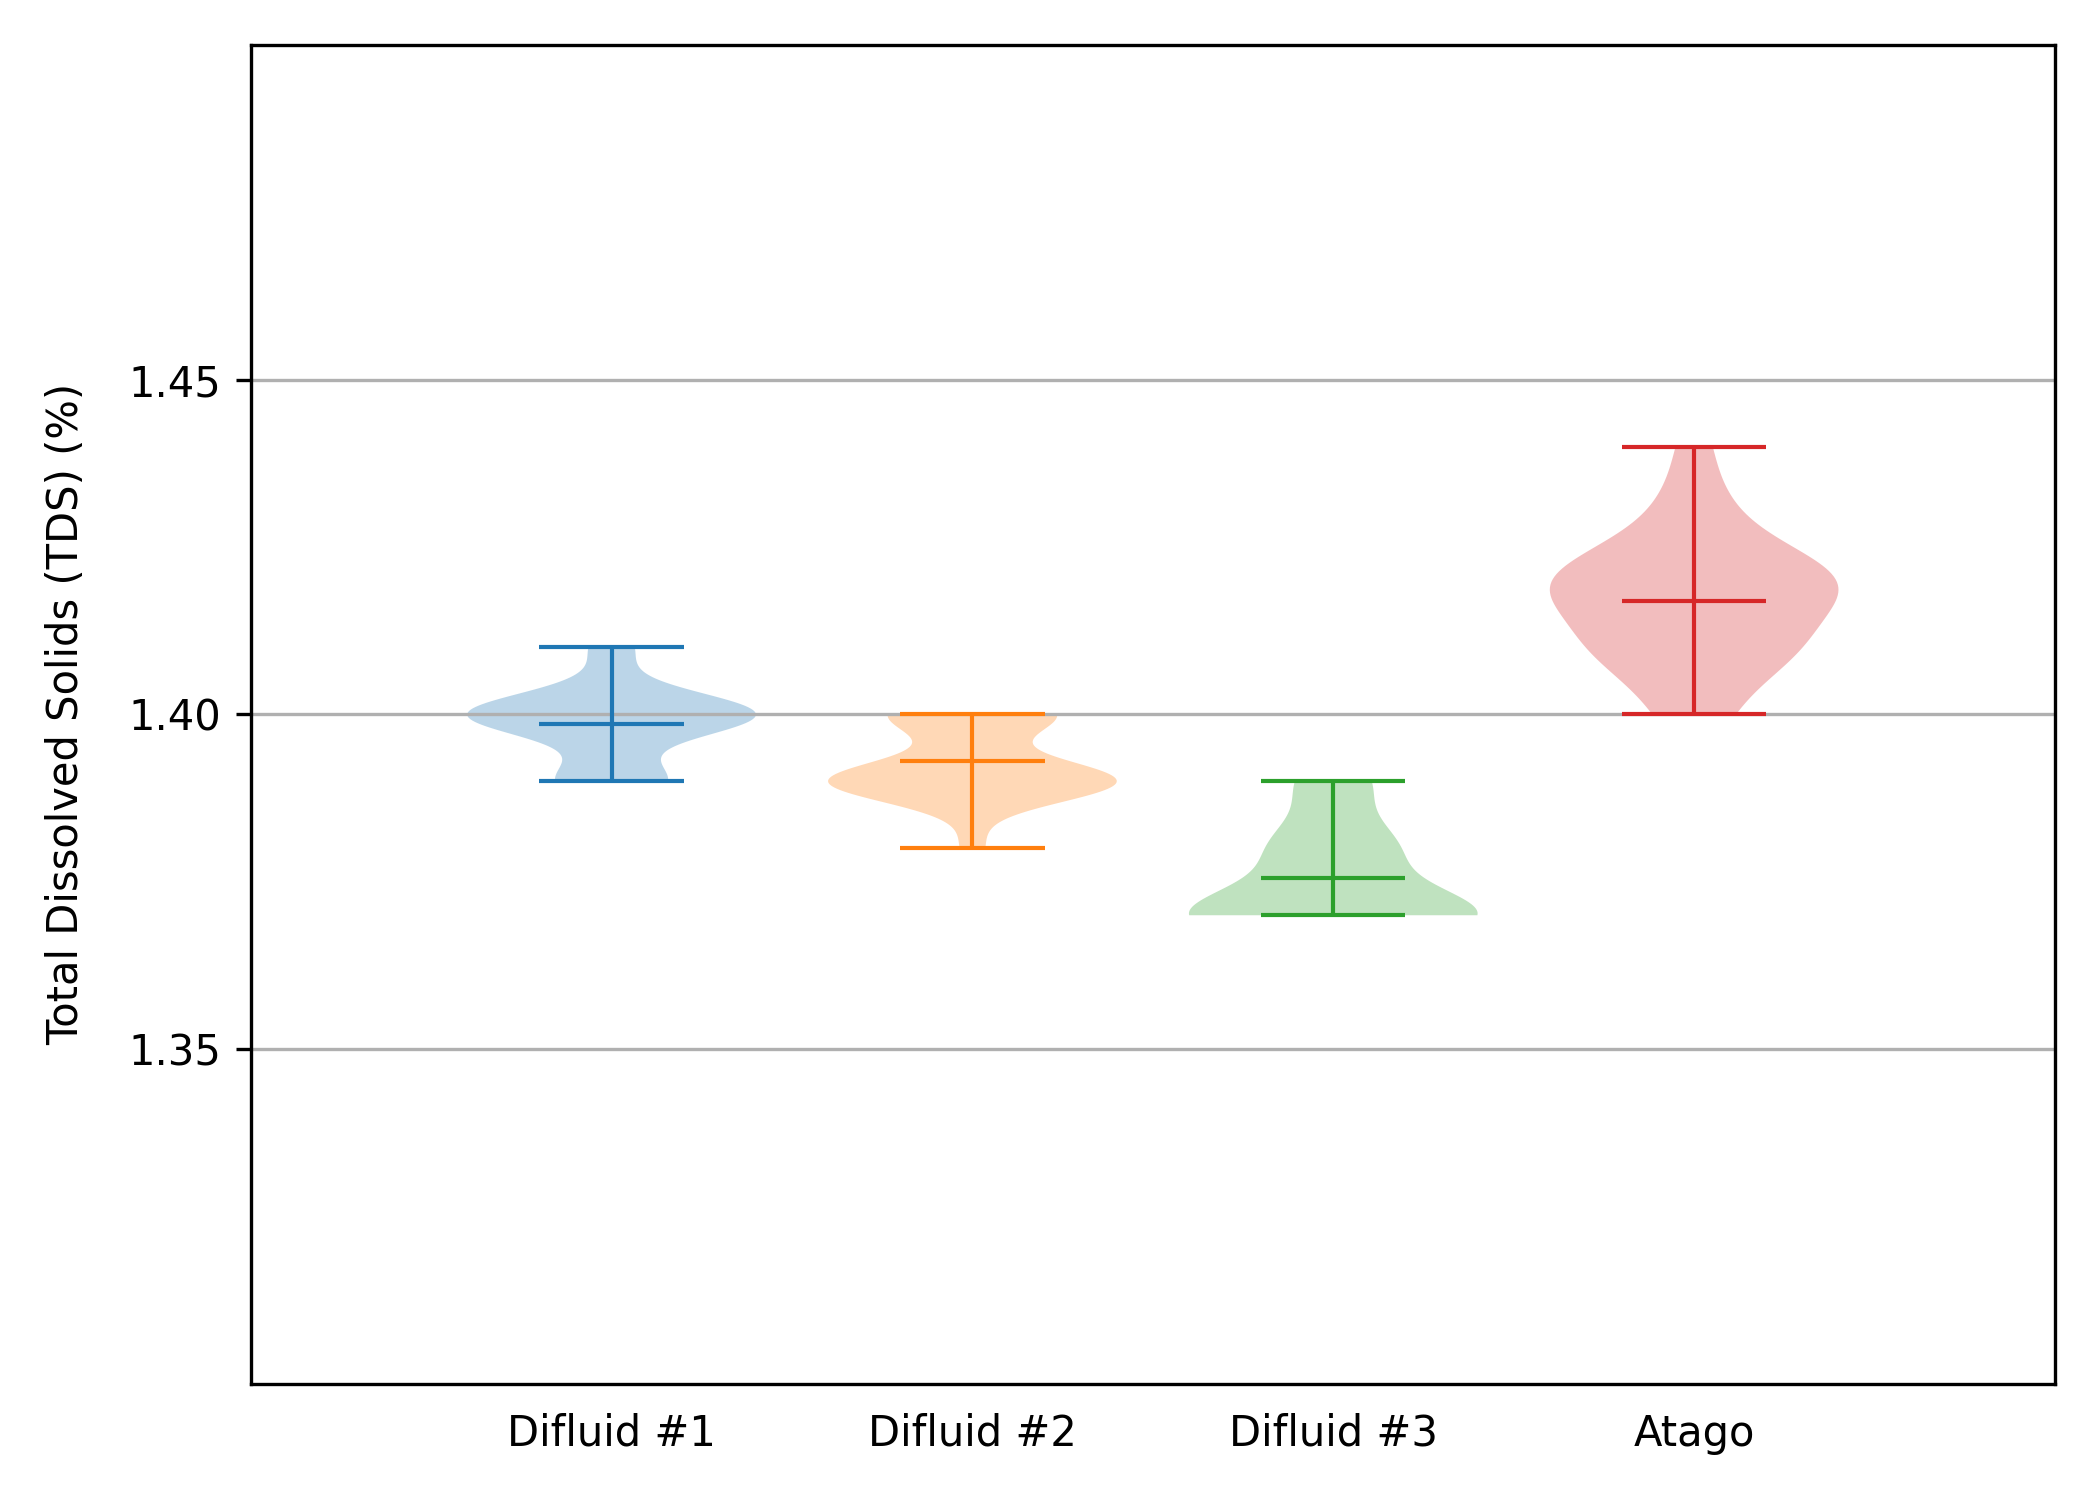 Total Dissolved Solids (TDS) (%)
1.45
1.40
1.35
Difluid #1
Difluid #2
Difluid #3
Atago